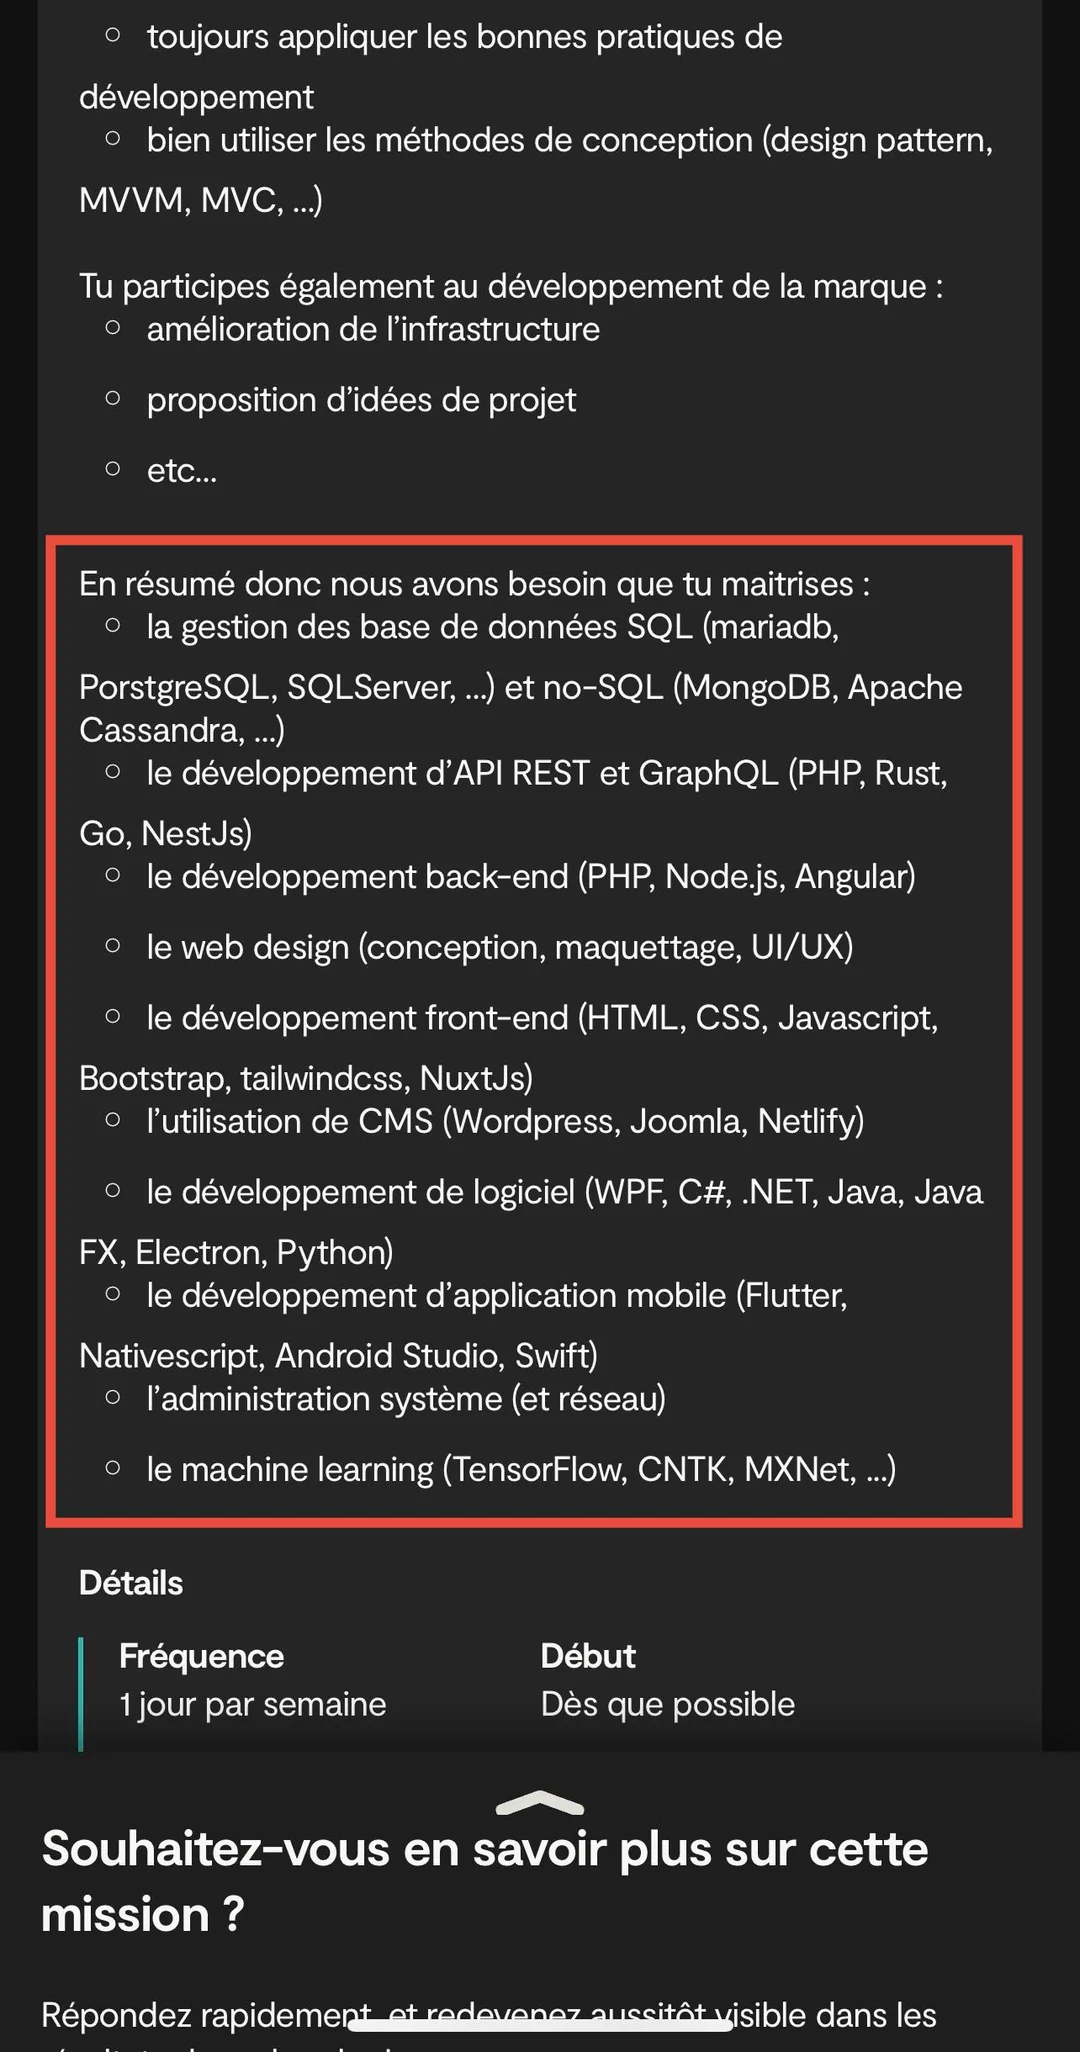 ○ toujours appliquer les bonnes pratiques de
développement
○ bien utiliser les méthodes de conception (design pattern,
MVVM, MVC, ...)
Tu participes également au développement de la marque :
○ amélioration de l’infrastructure
○ proposition d’idées de projet
○ etc...
En résumé donc nous avons besoin que tu maitrises :
○ la gestion des base de données SQL (mariadb,
PorstgreSQL, SQLServer, ...) et no-SQL (MongoDB, Apache
Cassandra, ...)
○ le développement d’API REST et GraphQL (PHP, Rust,
Go, NestJs)
○ le développement back-end (PHP, Node.js, Angular)
○ le web design (conception, maquettage, UI/UX)
○ le développement front-end (HTML, CSS, Javascript,
Bootstrap, tailwindcss, NuxtJs)
○ l’utilisation de CMS (Wordpress, Joomla, Netlify)
○ le développement de logiciel (WPF, C#, .NET, Java, Java
FX, Electron, Python)
○ le développement d’application mobile (Flutter,
Nativescript, Android Studio, Swift)
○ l’administration système (et réseau)
○ le machine learning (TensorFlow, CNTK, MXNet, ...)
Détails
Fréquence
1 jour par semaine
Début
Dès que possible
Souhaitez-vous en savoir plus sur cette
mission ?
Répondez rapidement, et redevenez aussitôt visible dans les